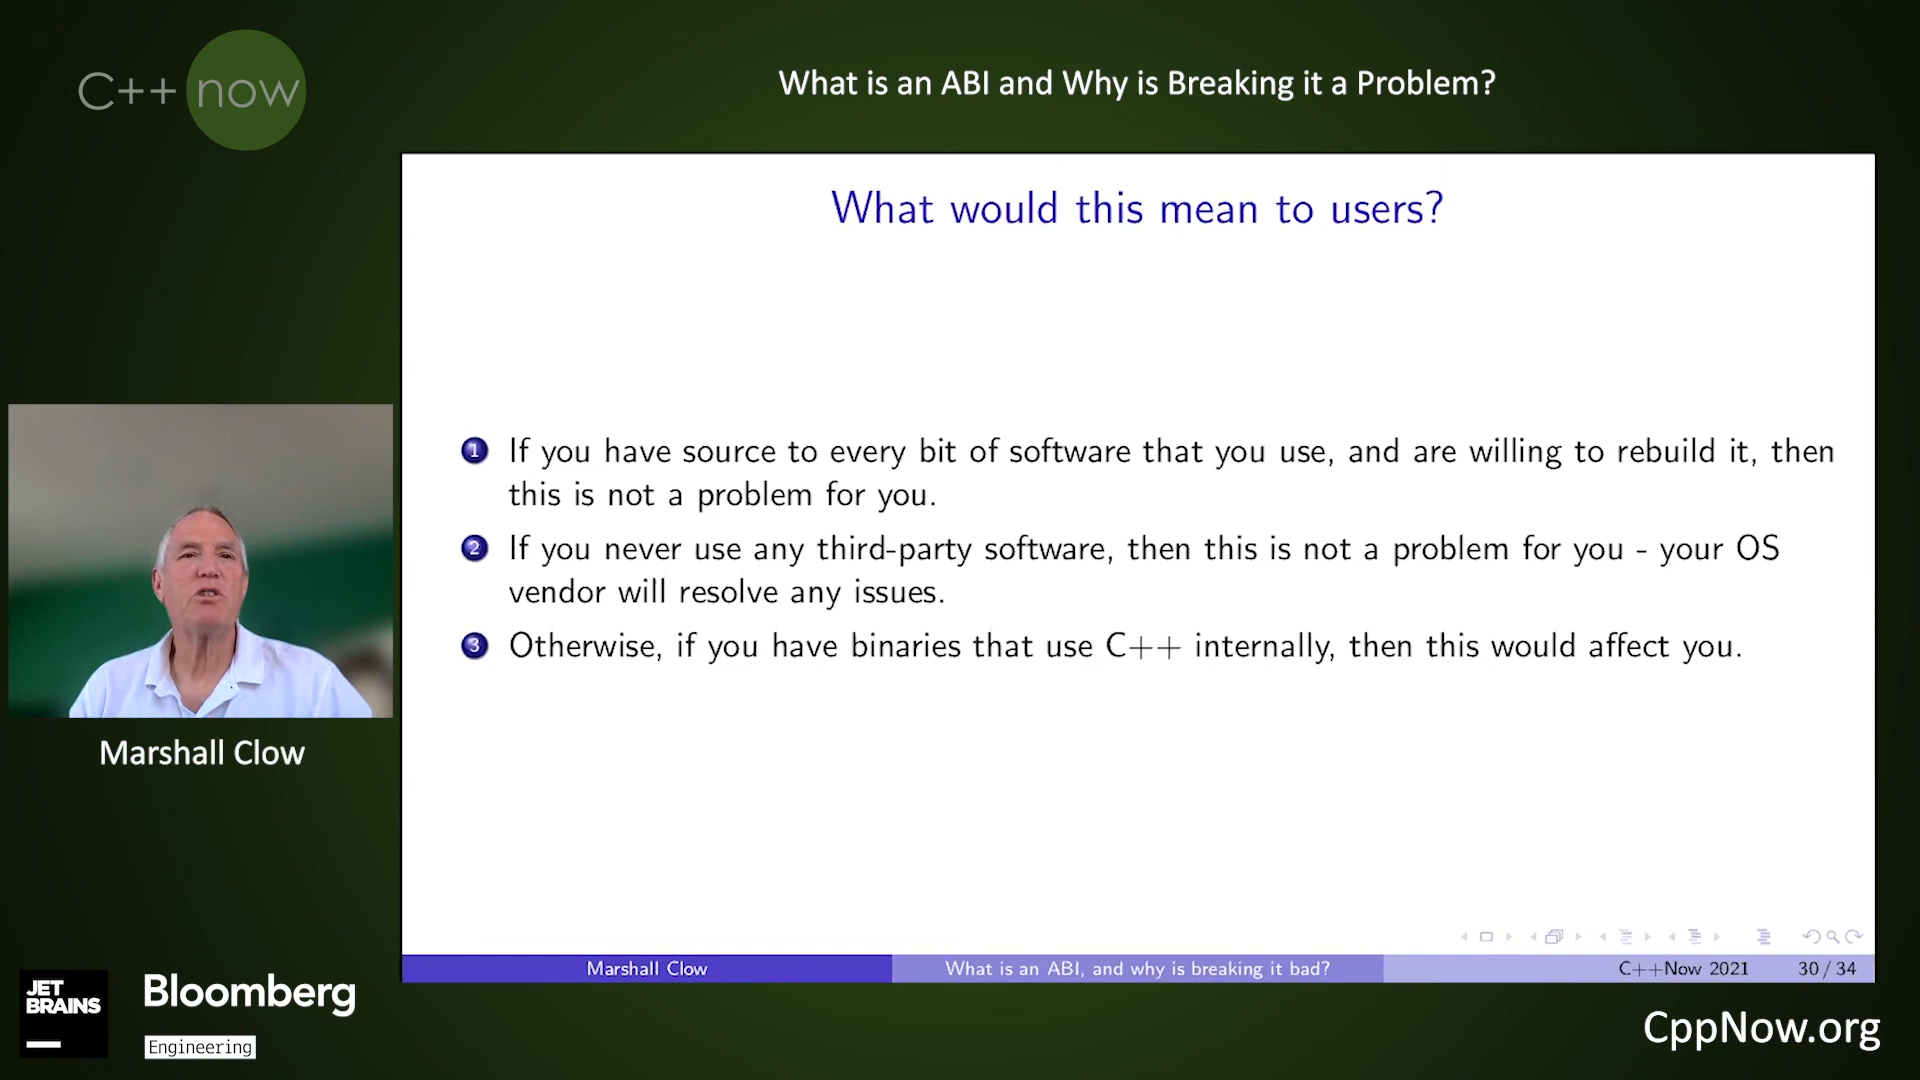 C++ now
What is an ABI and Why is Breaking it a Problem?
What would this mean to users?
1 If you have source to every bit of software that you use, and are willing to rebuild it, then
this is not a problem for you.
2 If you never use any third-party software, then this is not a problem for you - your OS
vendor will resolve any issues.
3 Otherwise, if you have binaries that use C++ internally, then this would affect you.
Marshall Clow
Marshall Clow What is an ABI, and why is breaking it bad? C++Now 2021 30 / 34
JET
BRAINS
Bloomberg
Engineering
CppNow.org